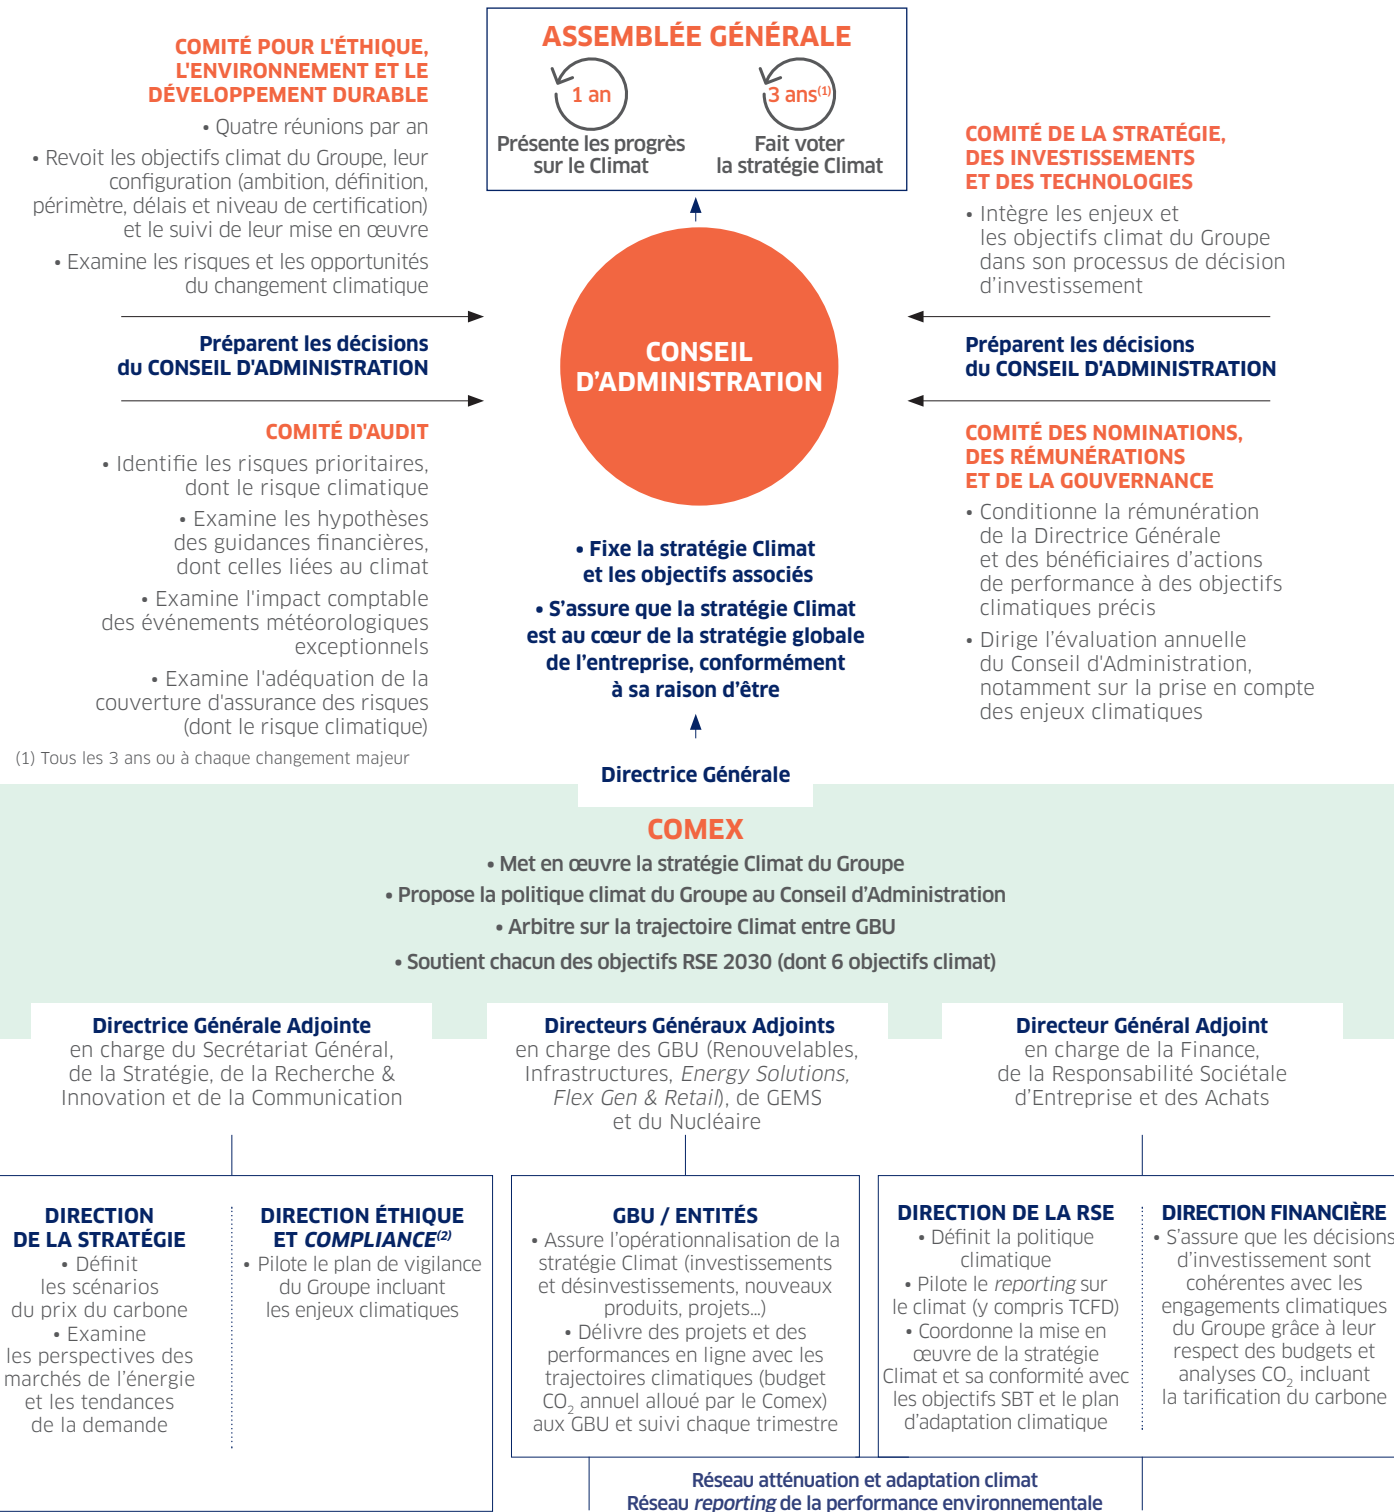 ASSEMBLÉE GÉNÉRALE
1 an
Présente les progrès
sur le Climat
3 ans(1)
Fait voter
la stratégie Climat
COMITÉ POUR L'ÉTHIQUE,
L'ENVIRONNEMENT ET LE
DÉVELOPPEMENT DURABLE
• Quatre réunions par an
• Revoit les objectifs climat du Groupe, leur
configuration (ambition, définition,
périmètre, délais et niveau de certification)
et le suivi de leur mise en œuvre
• Examine les risques et les opportunités
du changement climatique
Préparent les décisions
du CONSEIL D'ADMINISTRATION
COMITÉ D'AUDIT
• Identifie les risques prioritaires,
dont le risque climatique
• Examine les hypothèses
des guidances financières,
dont celles liées au climat
• Examine l'impact comptable
des événements météorologiques
exceptionnels
• Examine l'adéquation de la
couverture d'assurance des risques
(dont le risque climatique)
(1) Tous les 3 ans ou à chaque changement majeur
CONSEIL
D’ADMINISTRATION
• Fixe la stratégie Climat
et les objectifs associés
• S’assure que la stratégie Climat
est au cœur de la stratégie globale
de l’entreprise, conformément
à sa raison d’être
COMITÉ DE LA STRATÉGIE,
DES INVESTISSEMENTS
ET DES TECHNOLOGIES
• Intègre les enjeux et
les objectifs climat du Groupe
dans son processus de décision
d’investissement
Préparent les décisions
du CONSEIL D'ADMINISTRATION
COMITÉ DES NOMINATIONS,
DES RÉMUNÉRATIONS
ET DE LA GOUVERNANCE
• Conditionne la rémunération
de la Directrice Générale
et des bénéficiaires d’actions
de performance à des objectifs
climatiques précis
• Dirige l’évaluation annuelle
du Conseil d'Administration,
notamment sur la prise en compte
des enjeux climatiques
Directrice Générale
COMEX
• Met en œuvre la stratégie Climat du Groupe
• Propose la politique climat du Groupe au Conseil d’Administration
• Arbitre sur la trajectoire Climat entre GBU
• Soutient chacun des objectifs RSE 2030 (dont 6 objectifs climat)
Directrice Générale Adjointe
en charge du Secrétariat Général,
de la Stratégie, de la Recherche &
Innovation et de la Communication
Directeurs Généraux Adjoints
en charge des GBU (Renouvelables,
Infrastructures, Energy Solutions,
Flex Gen & Retail), de GEMS
et du Nucléaire
Directeur Général Adjoint
en charge de la Finance,
de la Responsabilité Sociétale
d’Entreprise et des Achats
DIRECTION
DE LA STRATÉGIE
• Définit
les scénarios
du prix du carbone
• Examine
les perspectives des
marchés de l’énergie
et les tendances
de la demande
DIRECTION ÉTHIQUE
ET COMPLIANCE(2)
• Pilote le plan de vigilance
du Groupe incluant
les enjeux climatiques
GBU / ENTITÉS
• Assure l’opérationnalisation de la
stratégie Climat (investissements
et désinvestissements, nouveaux
produits, projets...)
• Délivre des projets et des
performances en ligne avec les
trajectoires climatiques (budget
CO2 annuel alloué par le Comex)
aux GBU et suivi chaque trimestre
DIRECTION DE LA RSE
• Définit la politique
climatique
• Pilote le reporting sur
le climat (y compris TCFD)
• Coordonne la mise en
œuvre de la stratégie
Climat et sa conformité avec
les objectifs SBT et le plan
d’adaptation climatique
DIRECTION FINANCIÈRE
• S’assure que les décisions
d’investissement sont
cohérentes avec les
engagements climatiques
du Groupe grâce à leur
respect des budgets et
analyses CO2 incluant
la tarification du carbone
Réseau atténuation et adaptation climat
Réseau reporting de la performance environnementale